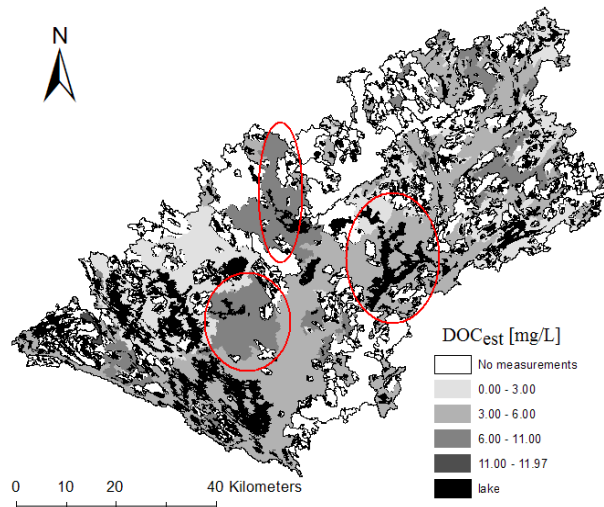 N
DOCest [mg/L]
No measurements
0.00 - 3.00
3.00 - 6.00
6.00 - 11.00
11.00 - 11.97
lake
0 10 20 40 Kilometers